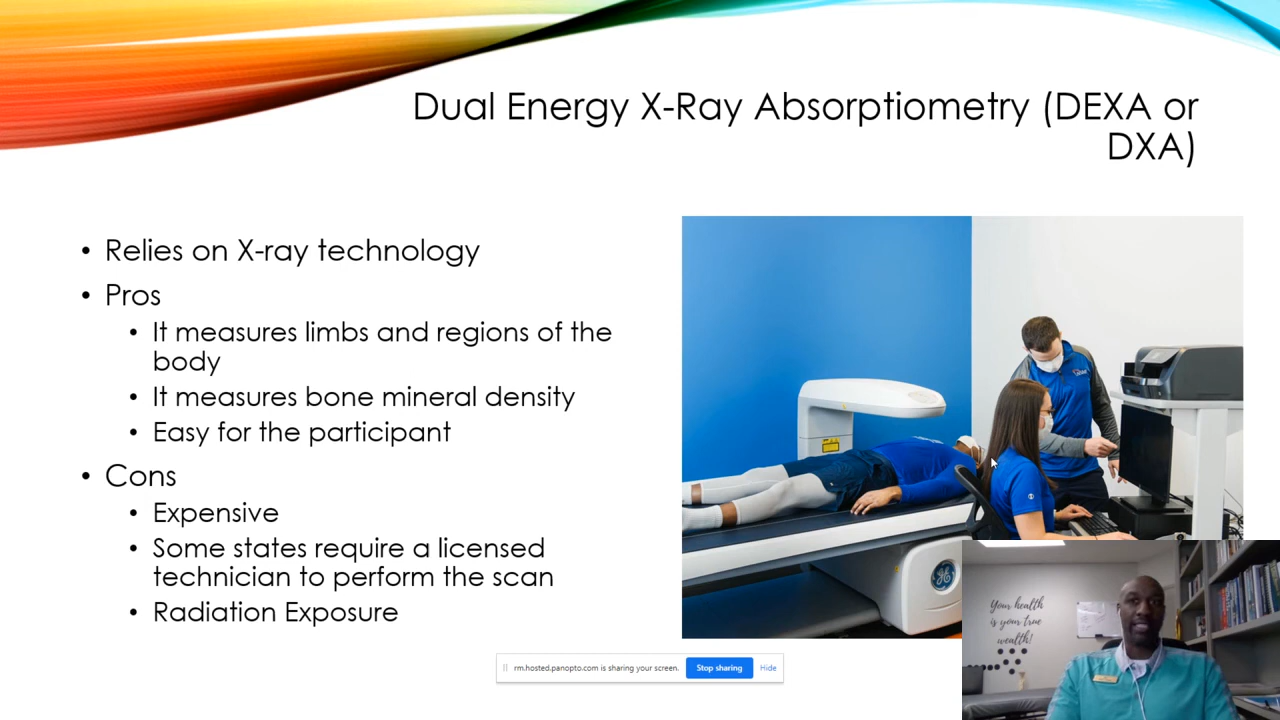 Dual Energy X-Ray Absorptiometry (DEXA or
DXA)
• Relies on X-ray technology
• Pros
• It measures limbs and regions of the
body
• It measures bone mineral density
• Easy for the participant
• Cons
• Expensive
• Some states require a licensed
technician to perform the scan
• Radiation Exposure
GE
Your health
is your true
wealth!
rm.hosted.panopto.com is sharing your screen.
Stop sharing
Hide